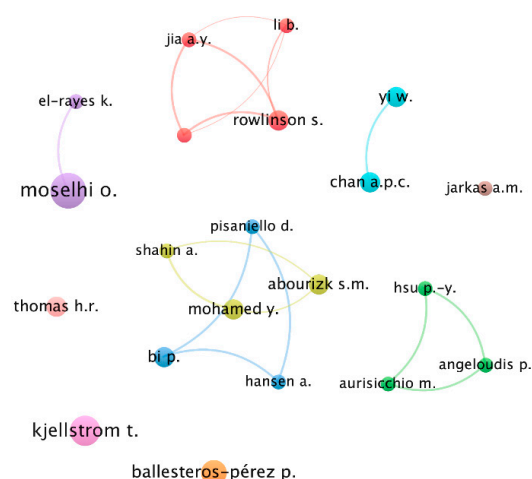 li b.
jia a.y.
el-rayes k.
yi w.
rowlinson s.
moselhi o.
chan a.p.c.
jarkas a.m.
pisaniello d.
shahin a.
abourizk s.m.
hsu p.-y.
thomas h.r.
mohamed y.
bi p.
angeloudis p.
hansen a.
aurisicchio m.
kjellstrom t.
ballesteros-pérez p.